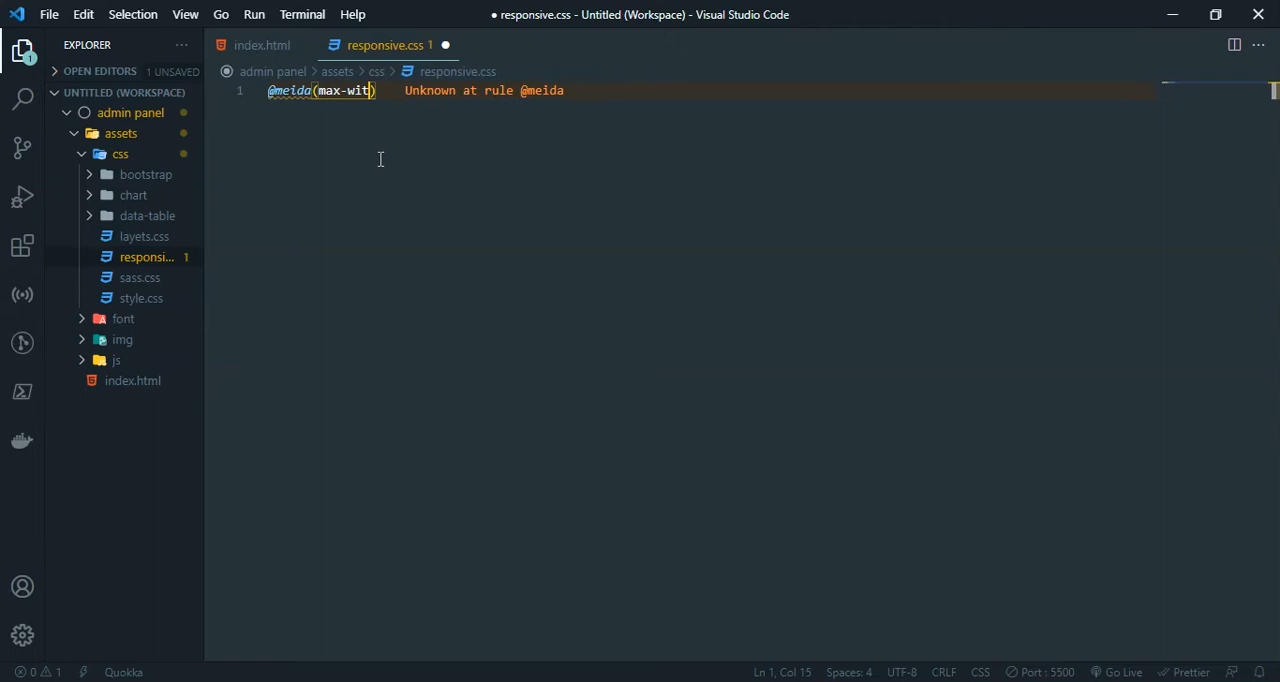 File Edit Selection View Go Run Terminal Help ● responsive.css - Untitled (Workspace) - Visual Studio Code
EXPLORER ··· index.html responsive.css 1 ●
OPEN EDITORS 1 UNSAVED admin panel > assets > css > responsive.css
UNTITLED (WORKSPACE) 1 @meida(max-wit) Unknown at rule @meida
admin panel
assets
css
bootstrap
chart
data-table
layets.css
responsi... 1
sass.css
style.css
font
img
js
index.html
1
0 1 Quokka Ln 1, Col 15 Spaces: 4 UTF-8 CRLF CSS Port : 5500 Go Live Prettier